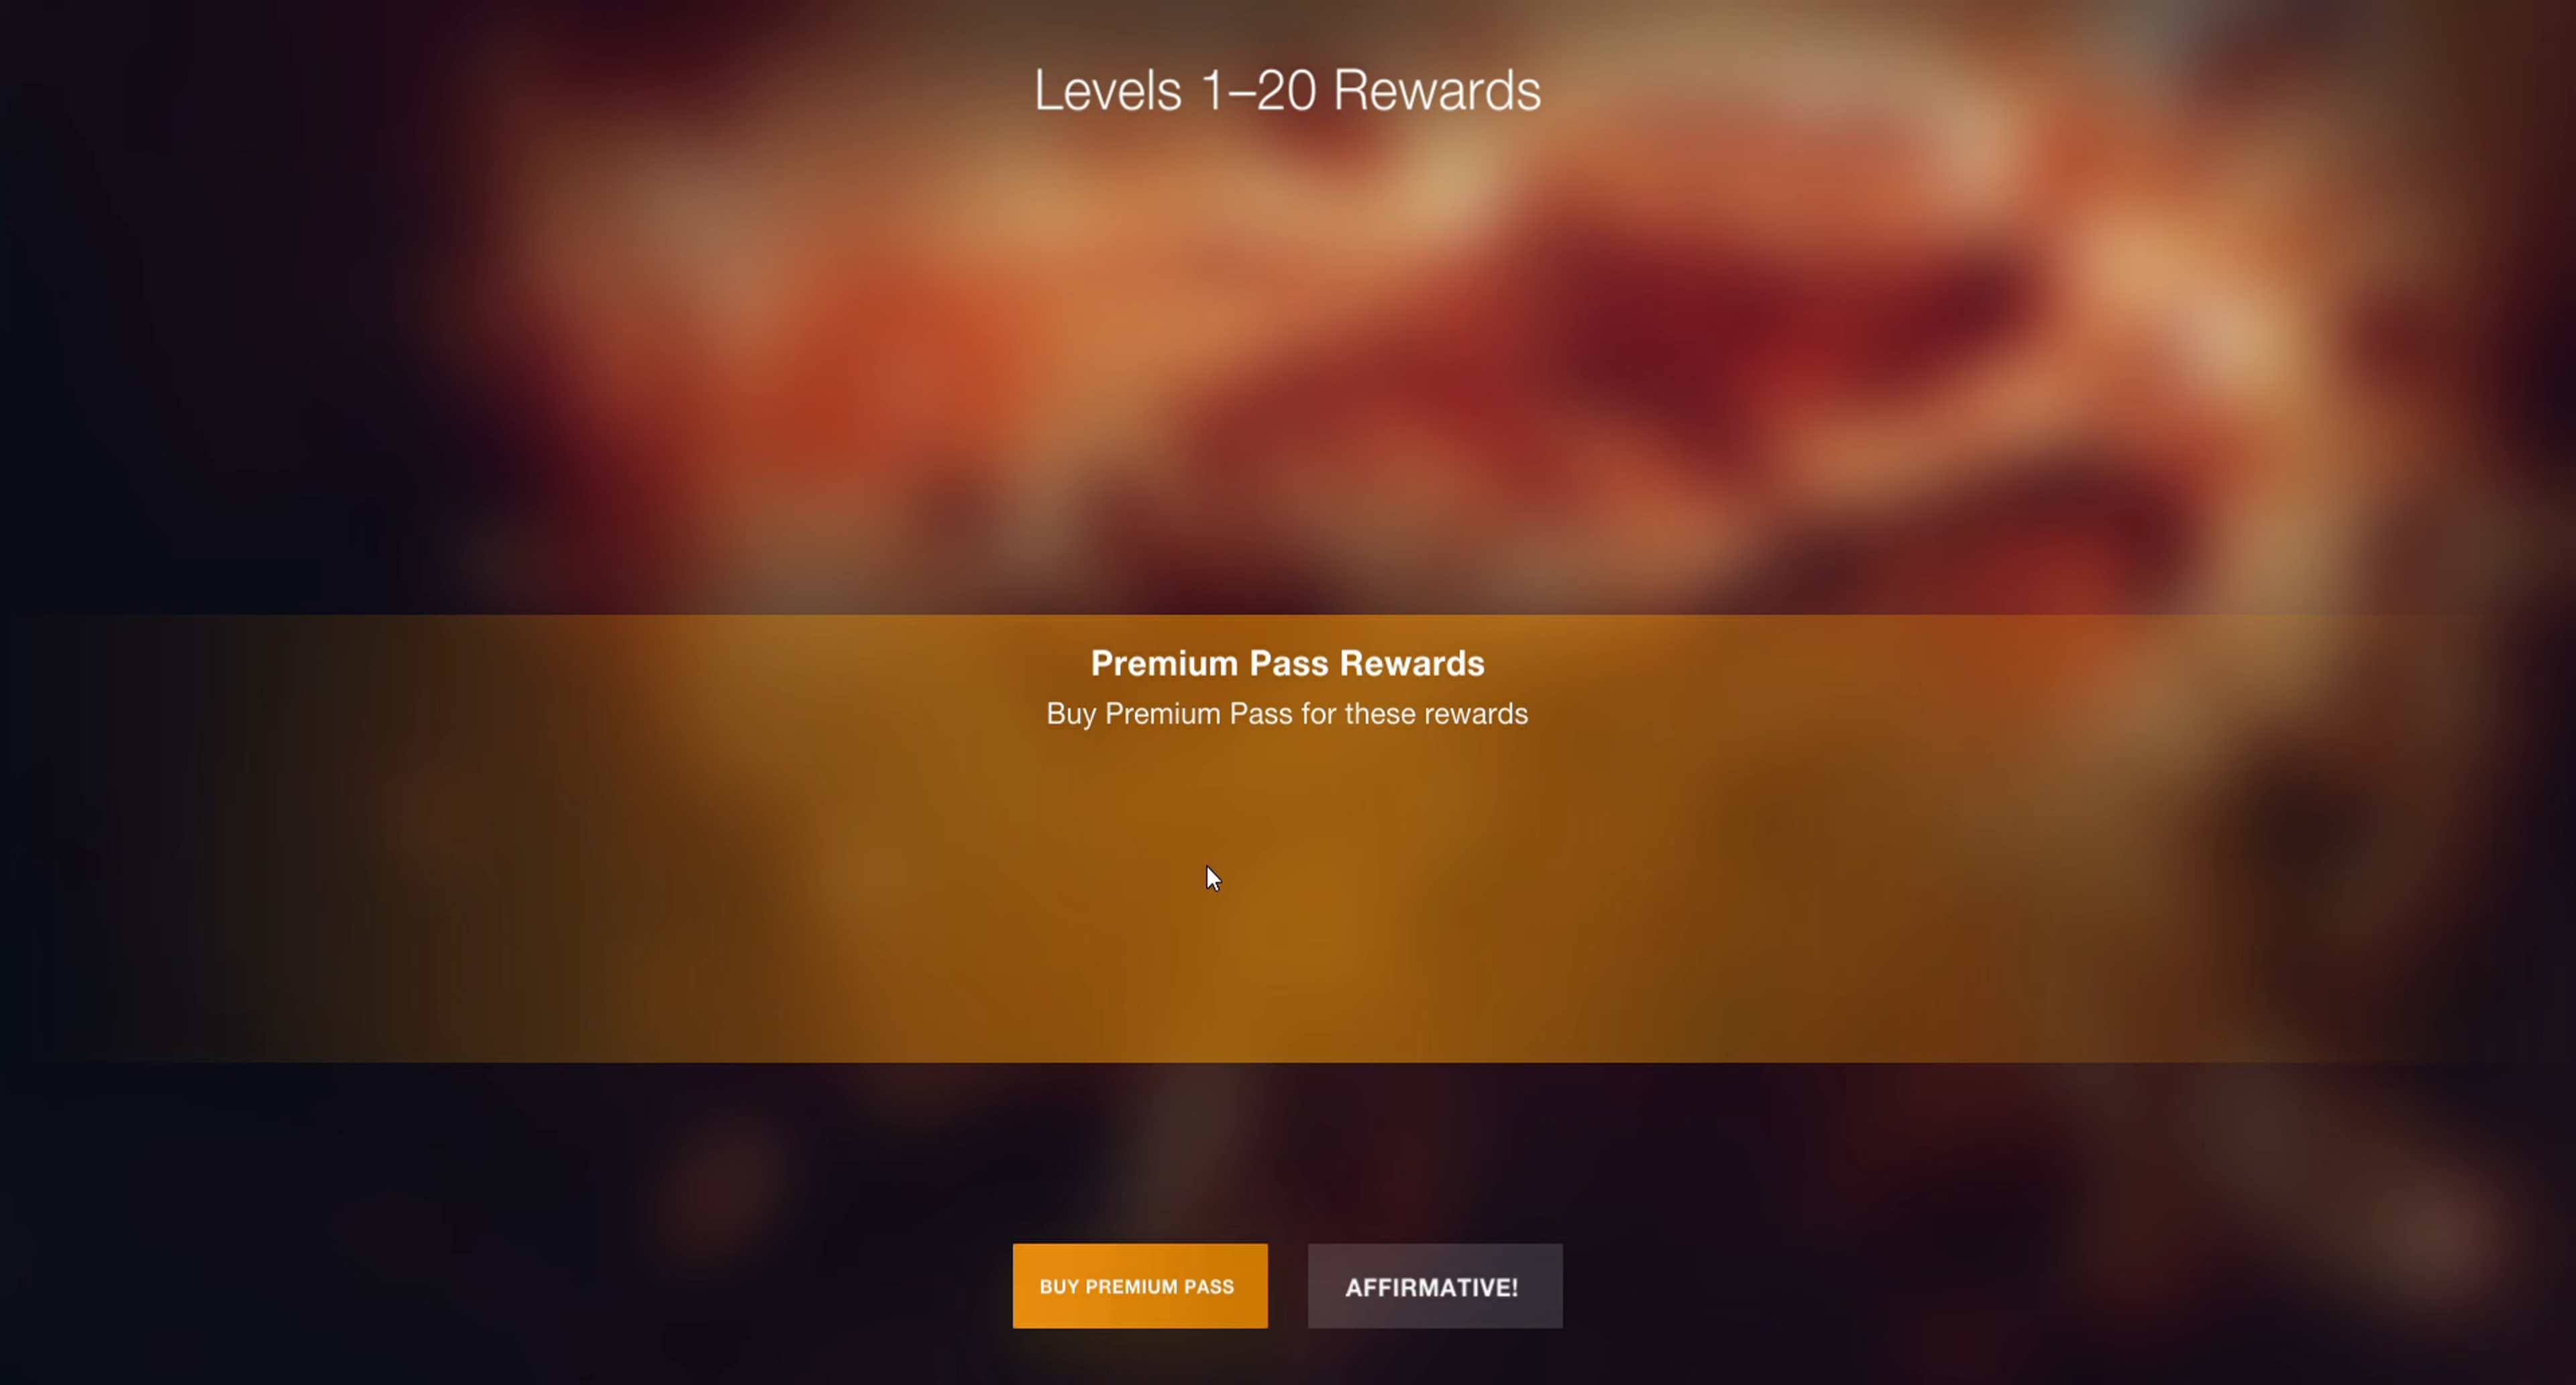 Levels 1–20 Rewards
Premium Pass Rewards
Buy Premium Pass for these rewards
BUY PREMIUM PASS
AFFIRMATIVE!